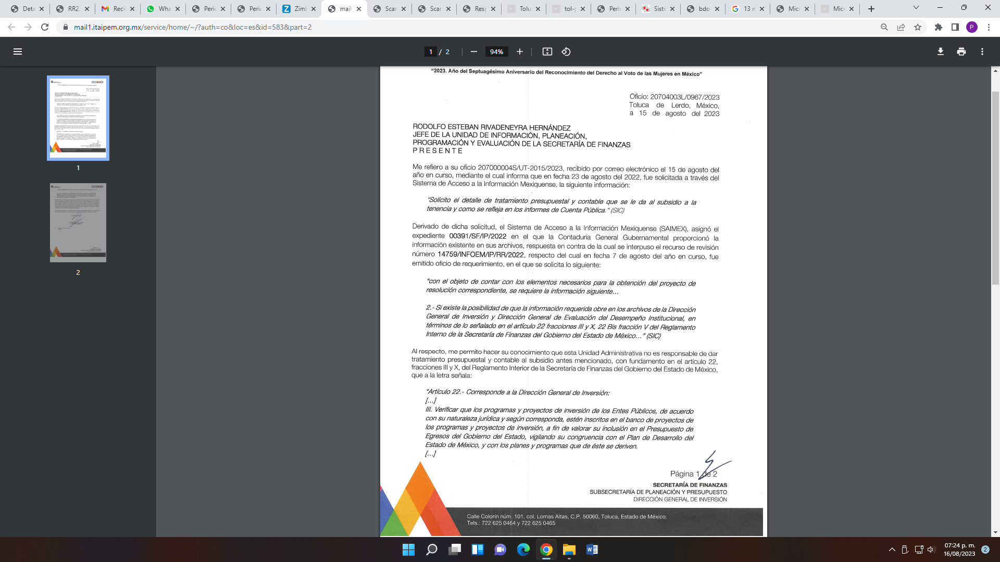 Deta
RR2
Recil
Wha
Perio
Perio
Zimb
mail
Scar
Scar
Resp
Tolu
tol-p
Perio
Siste
bdo
13 n
Micr
Micr
mail1.itaipem.org.mx/service/home/~/?auth=co&loc=es&id=583&part=2
P
1 / 2
94%
1
2
“2023. Año del Septuagésimo Aniversario del Reconocimiento del Derecho al Voto de las Mujeres en México”
Oficio: 20704003L/0967/2023
Toluca de Lerdo, México,
a 15 de agosto del 2023
RODOLFO ESTEBAN RIVADENEYRA HERNÁNDEZ
JEFE DE LA UNIDAD DE INFORMACIÓN, PLANEACIÓN,
PROGRAMACIÓN Y EVALUACIÓN DE LA SECRETARÍA DE FINANZAS
P R E S E N T E
Me refiero a su oficio 207000004S/UT-2015/2023, recibido por correo electrónico el 15 de agosto del
año en curso, mediante el cual informa que en fecha 23 de agosto del 2022, fue solicitada a través del
Sistema de Acceso a la Información Mexiquense, la siguiente información:
“Solicito el detalle de tratamiento presupuestal y contable que se le da al subsidio a la
tenencia y como se refleja en los informes de Cuenta Pública.” (SIC)
Derivado de dicha solicitud, el Sistema de Acceso a la Información Mexiquense (SAIMEX), asignó el
expediente 00391/SF/IP/2022 en el que la Contaduría General Gubernamental proporcionó la
información existente en sus archivos, respuesta en contra de la cual se interpuso el recurso de revisión
número 14759/INFOEM/IP/RR/2022, respecto del cual en fecha 7 de agosto del año en curso, fue
emitido oficio de requerimiento, en el que se solicita lo siguiente:
“con el objeto de contar con los elementos necesarios para la obtención del proyecto de
resolución correspondiente, se requiere la información siguiente…
2.- Si existe la posibilidad de que la información requerida obre en los archivos de la Dirección
General de Inversión y Dirección General de Evaluación del Desempeño Institucional, en
términos de lo señalado en el artículo 22 fracciones III y X, 22 Bis fracción V del Reglamento
Interno de la Secretaría de Finanzas del Gobierno del Estado de México…” (SIC)
Al respecto, me permito hacer su conocimiento que esta Unidad Administrativa no es responsable de dar
tratamiento presupuestal y contable al subsidio antes mencionado, con fundamento en el artículo 22,
fracciones III y X, del Reglamento Interior de la Secretaría de Finanzas del Gobierno del Estado de México,
que a la letra señala:
“Artículo 22.- Corresponde a la Dirección General de Inversión:
[…]
III. Verificar que los programas y proyectos de inversión de los Entes Públicos, de acuerdo
con su naturaleza jurídica y según corresponda, estén inscritos en el banco de proyectos de
los programas y proyectos de inversión, a fin de valorar su inclusión en el Presupuesto de
Egresos del Gobierno del Estado, vigilando su congruencia con el Plan de Desarrollo del
Estado de México, y con los planes y programas que de éste se deriven.
[…]
Página 1 de 2
SECRETARÍA DE FINANZAS
SUBSECRETARÍA DE PLANEACIÓN Y PRESUPUESTO
DIRECCIÓN GENERAL DE INVERSIÓN
Calle Colorín núm. 101, col. Lomas Altas, C.P. 50060, Toluca, Estado de México.
Tels.: 722 625 0464 y 722 625 0465
07:24 p. m.
16/08/2023
2